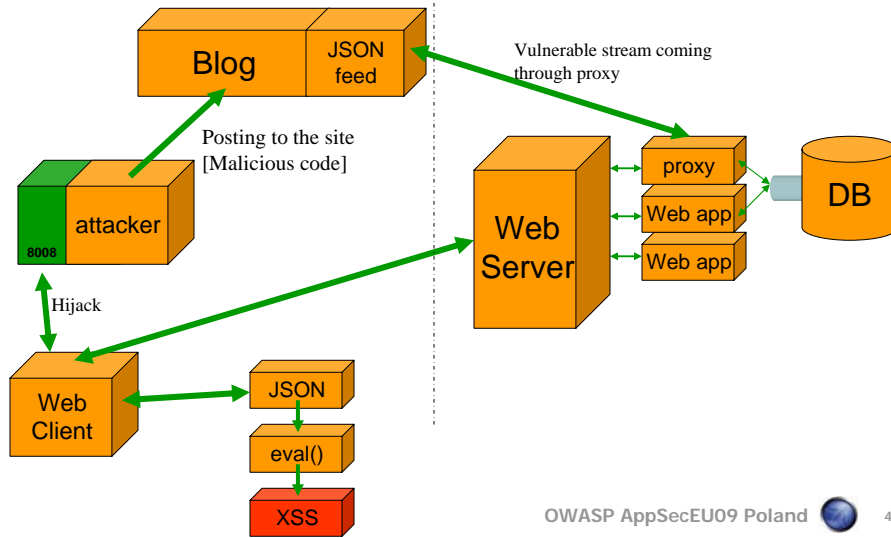 Blog
JSON
feed
Vulnerable stream coming
through proxy
Posting to the site
[Malicious code]
8008
attacker
Hijack
Web
Server
proxy
Web app
Web app
DB
Web
Client
JSON
eval()
XSS
OWASP AppSecEU09 Poland
4